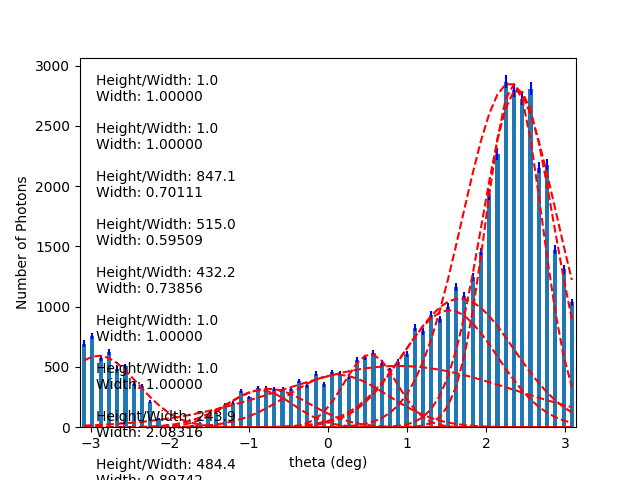 3000
2500
2000
1500
1000
500
0
Number of Photons
Height/Width: 1.0
Width: 1.00000
Height/Width: 1.0
Width: 1.00000
Height/Width: 847.1
Width: 0.70111
Height/Width: 515.0
Width: 0.59509
Height/Width: 432.2
Width: 0.73856
Height/Width: 1.0
Width: 1.00000
Height/Width: 1.0
Width: 1.00000
Height/Width: 243.9
Width: 2.08316
Height/Width: 484.4
Width: 0.89742
−3 −2 −1 0 1 2 3
theta (deg)